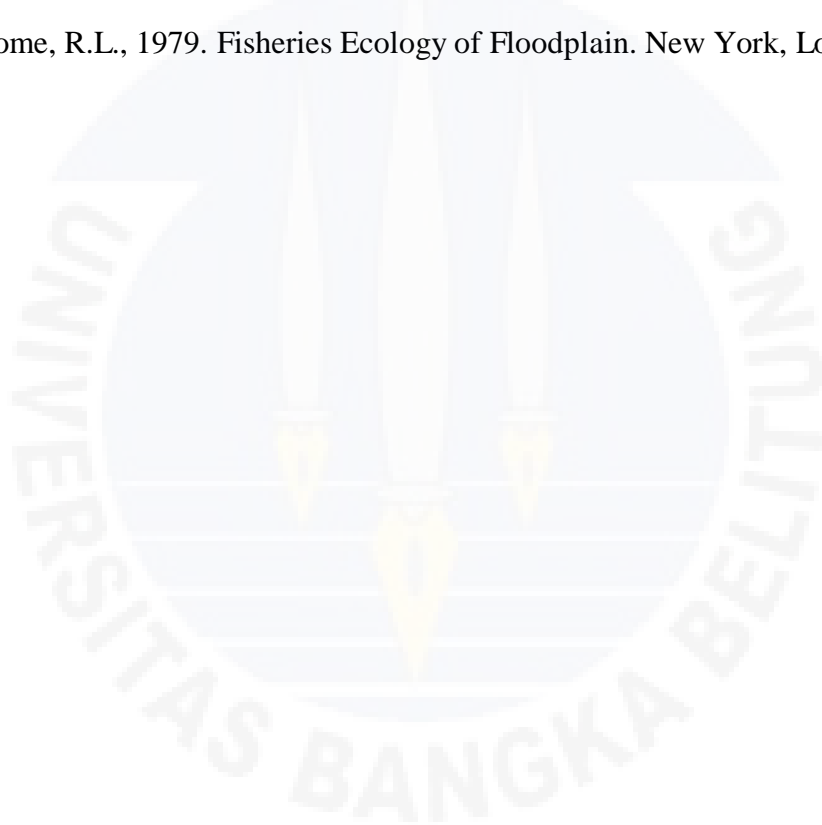 ome, R.L., 1979. Fisheries Ecology of Floodplain. New York, Lo
UNIVERSITAS BANGKA BELITUNG